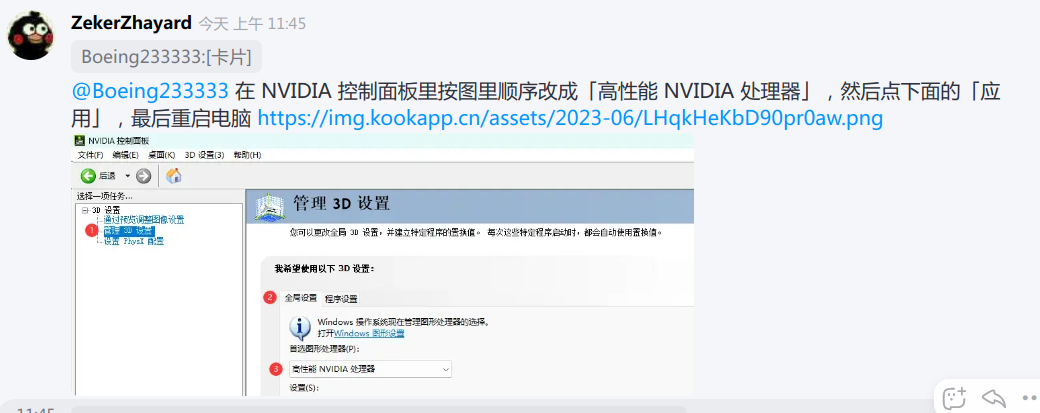 ZekerZhayard 今天 上午 11:45
Boeing233333:[卡片]
@Boeing233333 在 NVIDIA 控制面板里按图里顺序改成「高性能 NVIDIA 处理器」，然后点下面的「应
用」，最后重启电脑 https://img.kookapp.cn/assets/2023-06/LHqkHeKbD90pr0aw.png
NVIDIA 控制面板
文件(F) 编辑(E) 桌面(K) 3D 设置(3) 帮助(H)
后退
选择一项任务...
3D 设置
通过预览调整图像设置
1 管理 3D 设置
设置 PhysX 配置
管理 3D 设置
你可以更改全局 3D 设置，并建立特定程序的置换值。每次这些特定程序启动时，都会自动使用置换值。
我希望使用以下 3D 设置：
2 全局设置 程序设置
Windows 操作系统现在管理图形处理器的选择。
打开Windows 图形设置
首选图形处理器(P)：
3 高性能 NVIDIA 处理器
设置(S)：
11:45